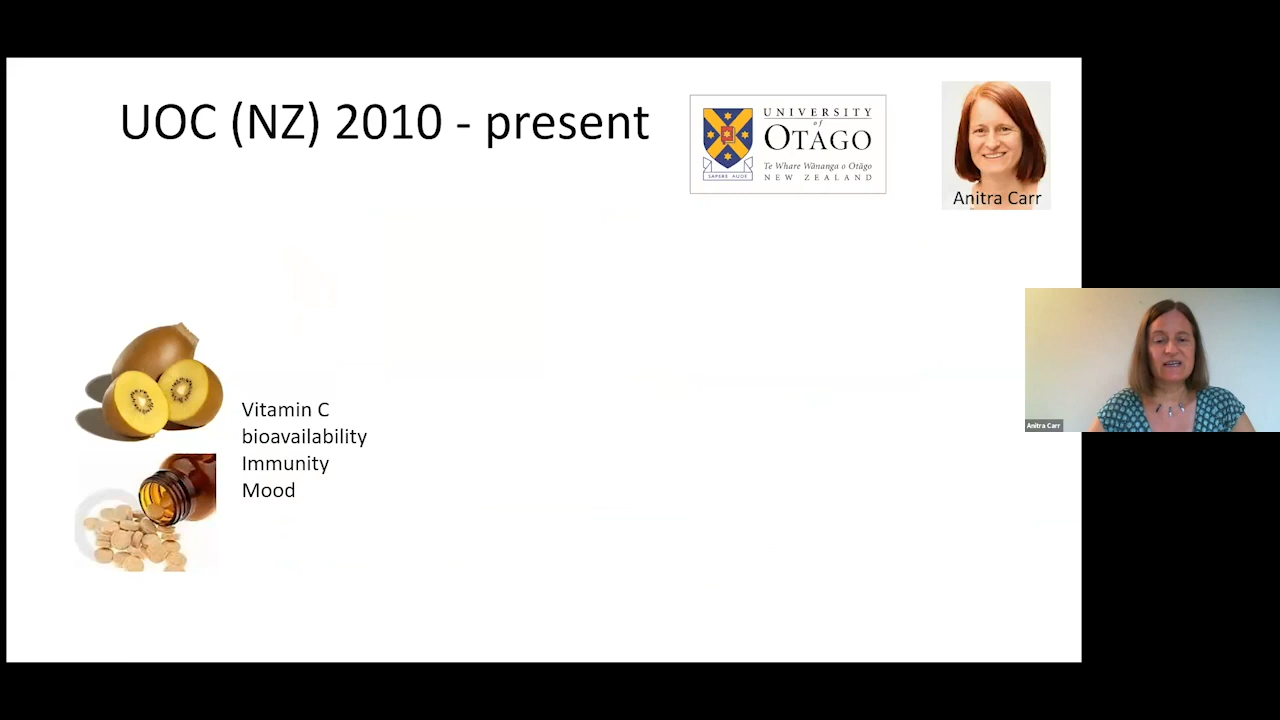 UOC (NZ) 2010 - present
UNIVERSITY
of
OTAGO
Te Whare Wānanga o Otāgo
NEW ZEALAND
SAPERE AUDE
Anitra Carr
Vitamin C
bioavailability
Immunity
Mood
Anitra Carr